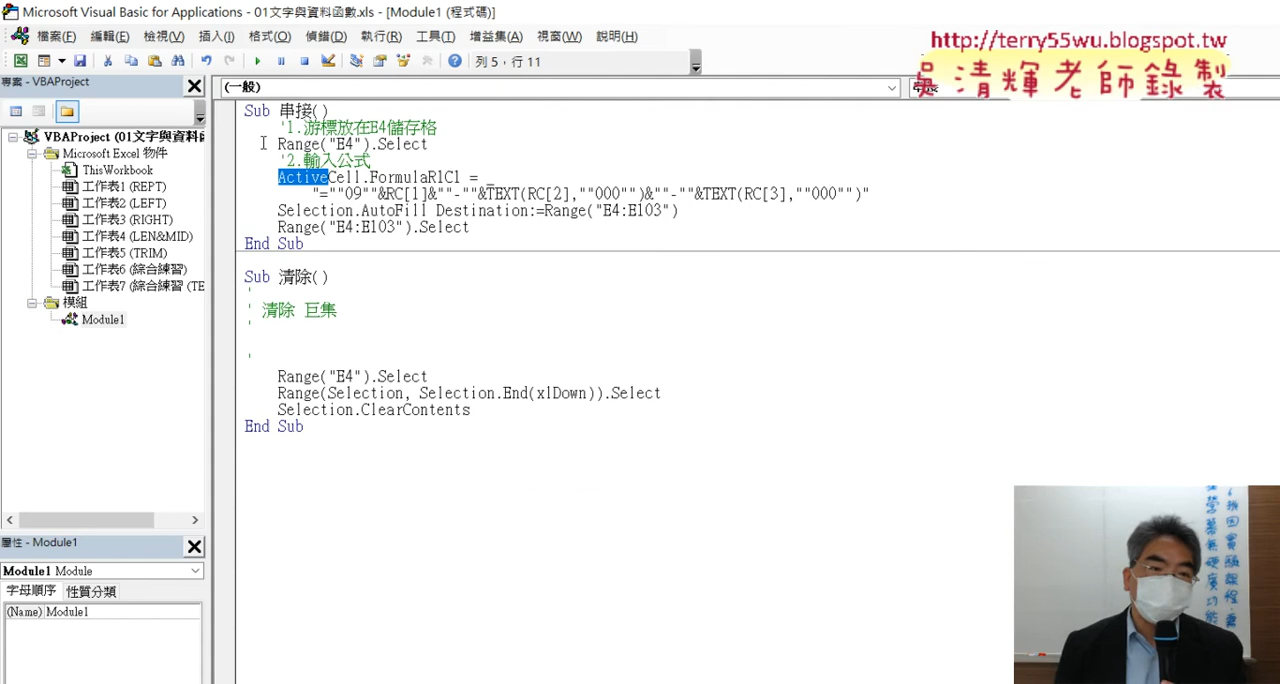 Microsoft Visual Basic for Applications - 01文字與資料函數.xls - [Module1 (程式碼)]
檔案(F) 編輯(E) 檢視(V) 插入(I) 格式(O) 偵錯(D) 執行(R) 工具(T) 增益集(A) 視窗(W) 說明(H)
http://terry55wu.blogspot.tw
吳清輝老師錄製
列 5，行 11
專案 - VBAProject
(一般)
VBAProject (01文字與資料
Microsoft Excel 物件
ThisWorkbook
工作表1 (REPT)
工作表2 (LEFT)
工作表3 (RIGHT)
工作表4 (LEN&MID)
工作表5 (TRIM)
工作表6 (綜合練習)
工作表7 (綜合練習 (TE
模組
Module1
Sub 串接()
'1.游標放在E4儲存格
Range("E4").Select
'2.輸入公式
ActiveCell.FormulaR1C1 = _
"=""09""&RC[1]&""-""&TEXT(RC[2],""000"")&""-""&TEXT(RC[3],""000"")"
Selection.AutoFill Destination:=Range("E4:E103")
Range("E4:E103").Select
End Sub
Sub 清除()
'
' 清除 巨集
'
'
Range("E4").Select
Range(Selection, Selection.End(xlDown)).Select
Selection.ClearContents
End Sub
屬性 - Module1
Module1 Module
字母順序 性質分類
(Name) Module1